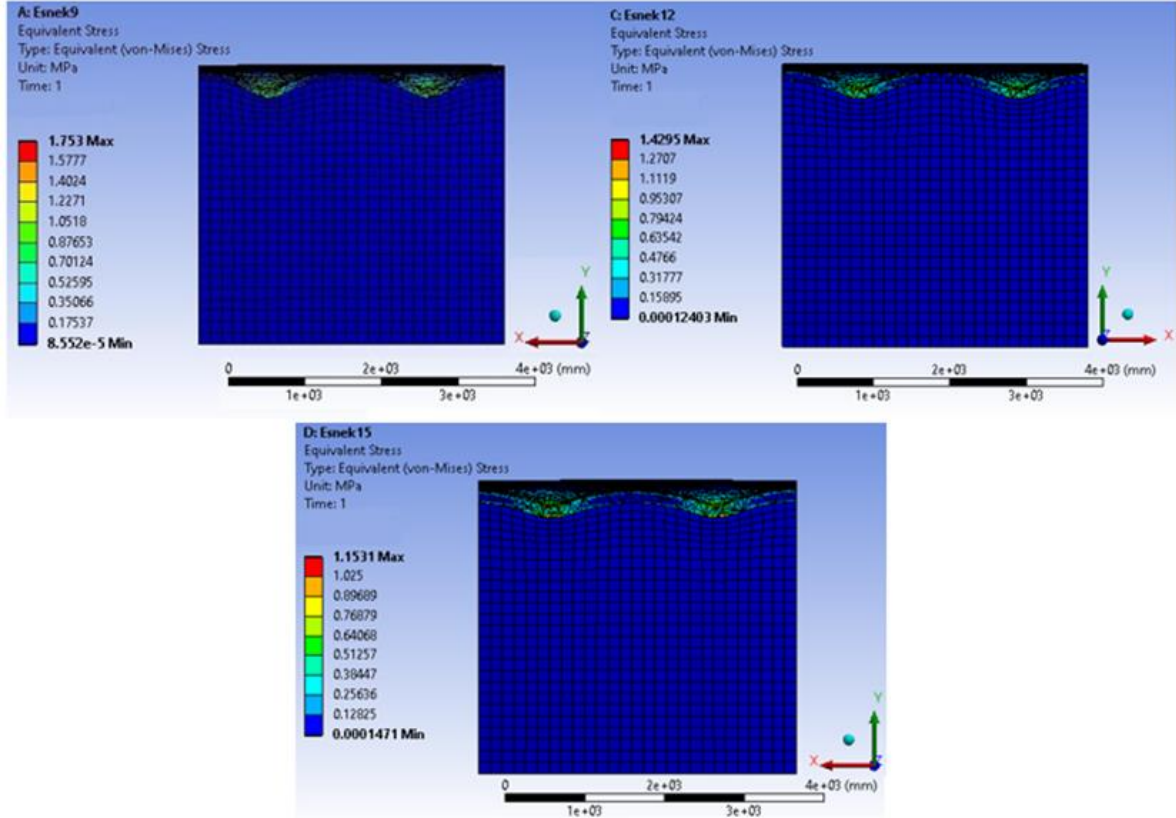 A: Esnek9
Equivalent Stress
Type: Equivalent (von-Mises) Stress
Unit: MPa
Time: 1
1.753 Max
1.5777
1.4024
1.2271
1.0518
0.87653
0.70124
0.52595
0.35066
0.17537
8.552e-5 Min
Y
X
Z
0
2e+03
4e+03 (mm)
1e+03
3e+03
C: Esnek12
Equivalent Stress
Type: Equivalent (von-Mises) Stress
Unit: MPa
Time: 1
1.4295 Max
1.2707
1.1119
0.95307
0.79424
0.63542
0.4766
0.31777
0.15895
0.00012403 Min
Y
Z
X
0
2e+03
4e+03 (mm)
1e+03
3e+03
D: Esnek15
Equivalent Stress
Type: Equivalent (von-Mises) Stress
Unit: MPa
Time: 1
1.1531 Max
1.025
0.89689
0.76879
0.64068
0.51257
0.38447
0.25636
0.12825
0.0001471 Min
Y
X
Z
0
2e+03
4e+03 (mm)
1e+03
3e+03